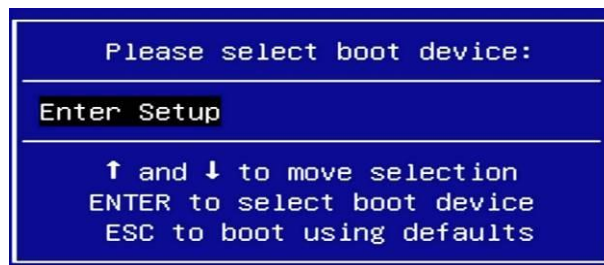 Please select boot device:
Enter Setup
↑ and ↓ to move selection
ENTER to select boot device
ESC to boot using defaults